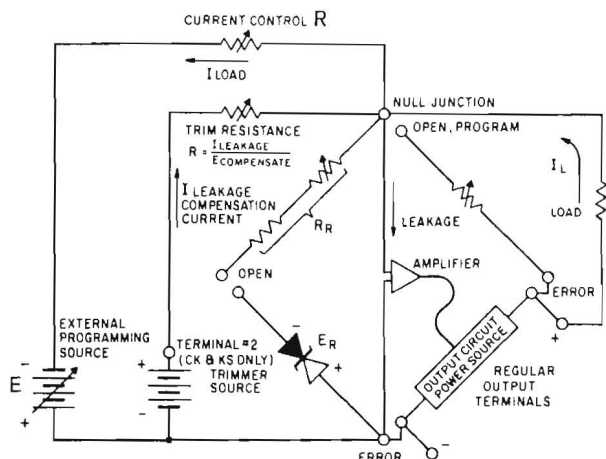 CURRENT CONTROL R
I LOAD
NULL JUNCTION
TRIM RESISTANCE
R = I LEAKAGE / E COMPENSATE
OPEN, PROGRAM
I LEAKAGE
COMPENSATION
CURRENT
R R
I L
LOAD
LEAKAGE
AMPLIFIER
OPEN
ERROR
EXTERNAL
PROGRAMMING
SOURCE
- 
E
+
+
TERMINAL #2
(CK & KS ONLY)
TRIMMER
SOURCE
-
- E R
+
OUTPUT CIRCUIT
POWER SOURCE
+
REGULAR
OUTPUT
TERMINALS
-
ERROR